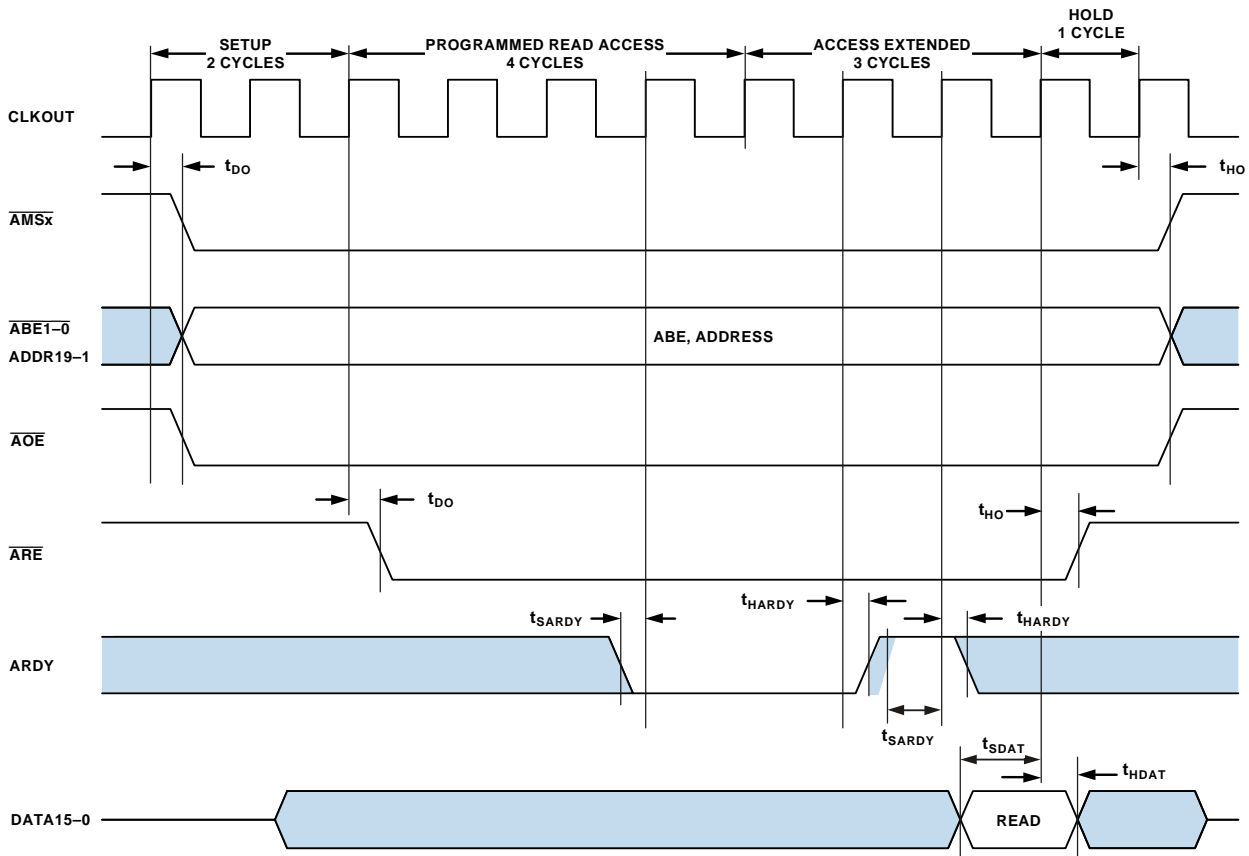 SETUP
2 CYCLES
PROGRAMMED READ ACCESS
4 CYCLES
ACCESS EXTENDED
3 CYCLES
HOLD
1 CYCLE
CLKOUT
tDO
tHO
AMSx
ABE1–0
ADDR19–1
ABE, ADDRESS
AOE
tDO
tHO
ARE
tSARDY
tHARDY
tHARDY
ARDY
tSARDY
tSDAT
tHDAT
DATA15–0
READ